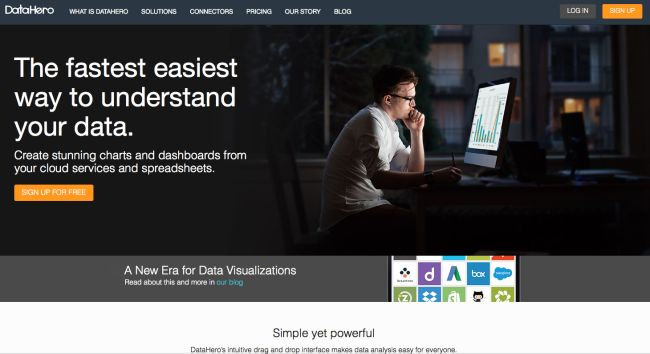 DataHero WHAT IS DATAHERO SOLUTIONS CONNECTORS PRICING OUR STORY BLOG LOG IN SIGN UP
The fastest easiest
way to understand
your data.
Create stunning charts and dashboards from
your cloud services and spreadsheets.
SIGN UP FOR FREE
A New Era for Data Visualizations
Read about this and more in our blog
box
Simple yet powerful
DataHero's intuitive drag and drop interface makes data analysis easy for everyone.